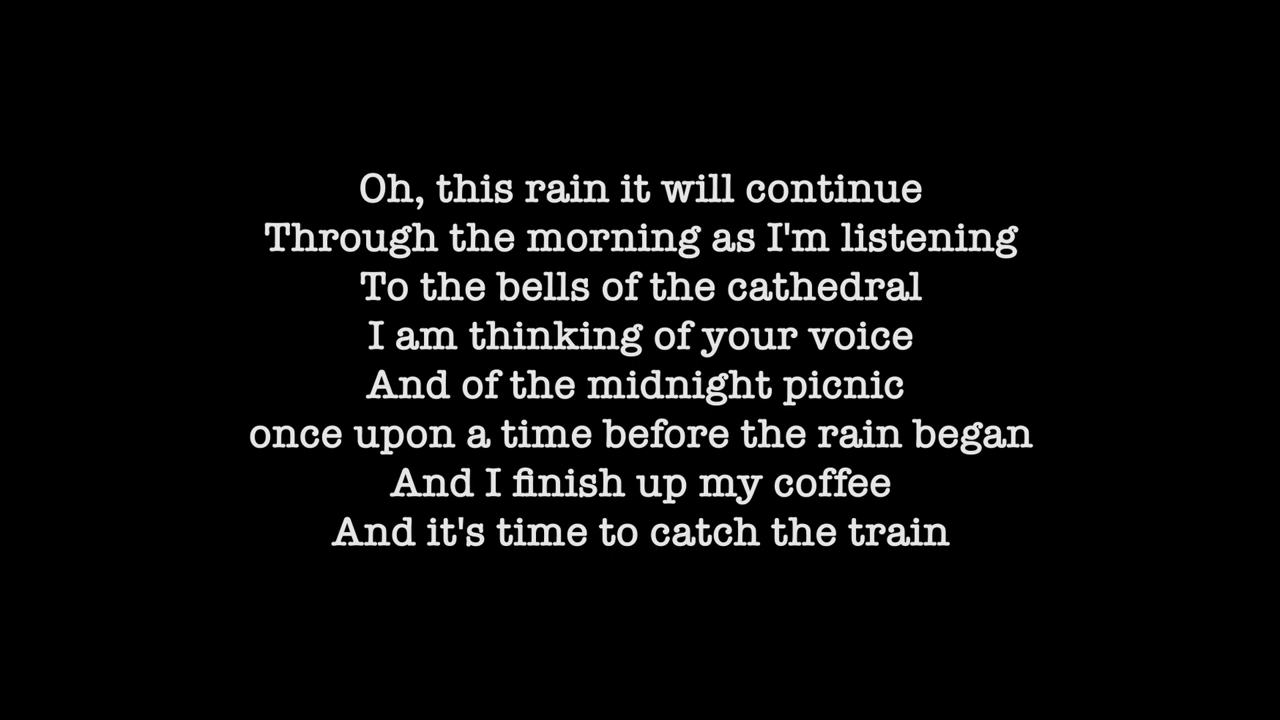 Oh, this rain it will continue
Through the morning as I'm listening
To the bells of the cathedral
I am thinking of your voice
And of the midnight picnic
once upon a time before the rain began
And I finish up my coffee
And it's time to catch the train